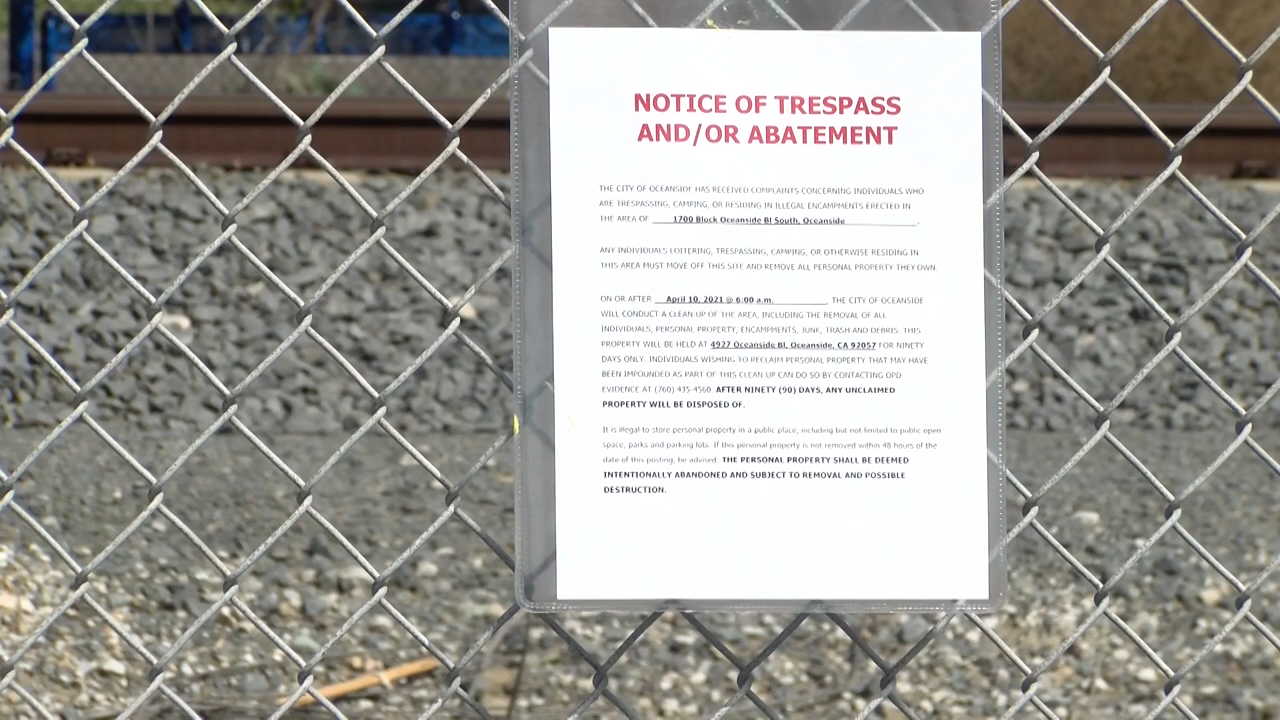 NOTICE OF TRESPASS
AND/OR ABATEMENT
THE CITY OF OCEANSIDE HAS RECEIVED COMPLAINTS CONCERNING INDIVIDUALS WHO
ARE TRESPASSING, CAMPING, OR RESIDING IN ILLEGAL ENCAMPMENTS ERECTED IN
THE AREA OF 1700 Block Oceanside Bl South, Oceanside.
ANY INDIVIDUALS LOITERING, TRESPASSING, CAMPING, OR OTHERWISE RESIDING IN
THIS AREA MUST MOVE OFF THIS SITE AND REMOVE ALL PERSONAL PROPERTY THEY OWN.
ON OR AFTER April 10, 2021 @ 6:00 a.m. , THE CITY OF OCEANSIDE
WILL CONDUCT A CLEAN-UP OF THE AREA, INCLUDING THE REMOVAL OF ALL
INDIVIDUALS, PERSONAL PROPERTY, ENCAMPMENTS, JUNK, TRASH AND DEBRIS. THIS
PROPERTY WILL BE HELD AT 4927 Oceanside Bl, Oceanside, CA 92057 FOR NINETY
DAYS ONLY. INDIVIDUALS WISHING TO RECLAIM PERSONAL PROPERTY THAT MAY HAVE
BEEN IMPOUNDED AS PART OF THIS CLEAN UP CAN DO SO BY CONTACTING OPD
EVIDENCE AT (760) 435-4560. AFTER NINETY (90) DAYS, ANY UNCLAIMED
PROPERTY WILL BE DISPOSED OF.
It is illegal to store personal property in a public place, including but not limited to public open
space, parks and parking lots. If this personal property is not removed within 48 hours of the
date of this posting, be advised: THE PERSONAL PROPERTY SHALL BE DEEMED
INTENTIONALLY ABANDONED AND SUBJECT TO REMOVAL AND POSSIBLE
DESTRUCTION.